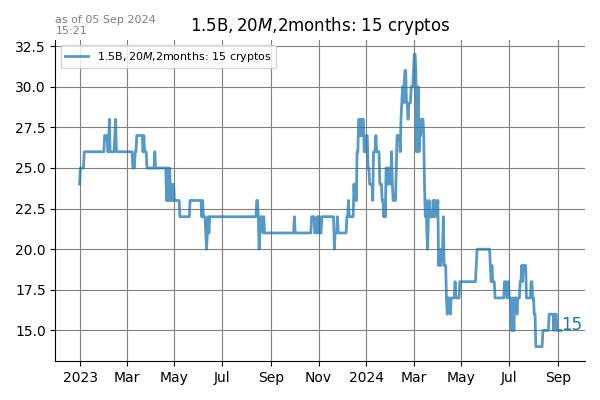 as of 05 Sep 2024
15:21
1.5B, 20M,2months: 15 cryptos
1.5B, 20M,2months: 15 cryptos
32.5
30.0
27.5
25.0
22.5
20.0
17.5
15.0
15
2023 Mar May Jul Sep Nov 2024 Mar May Jul Sep